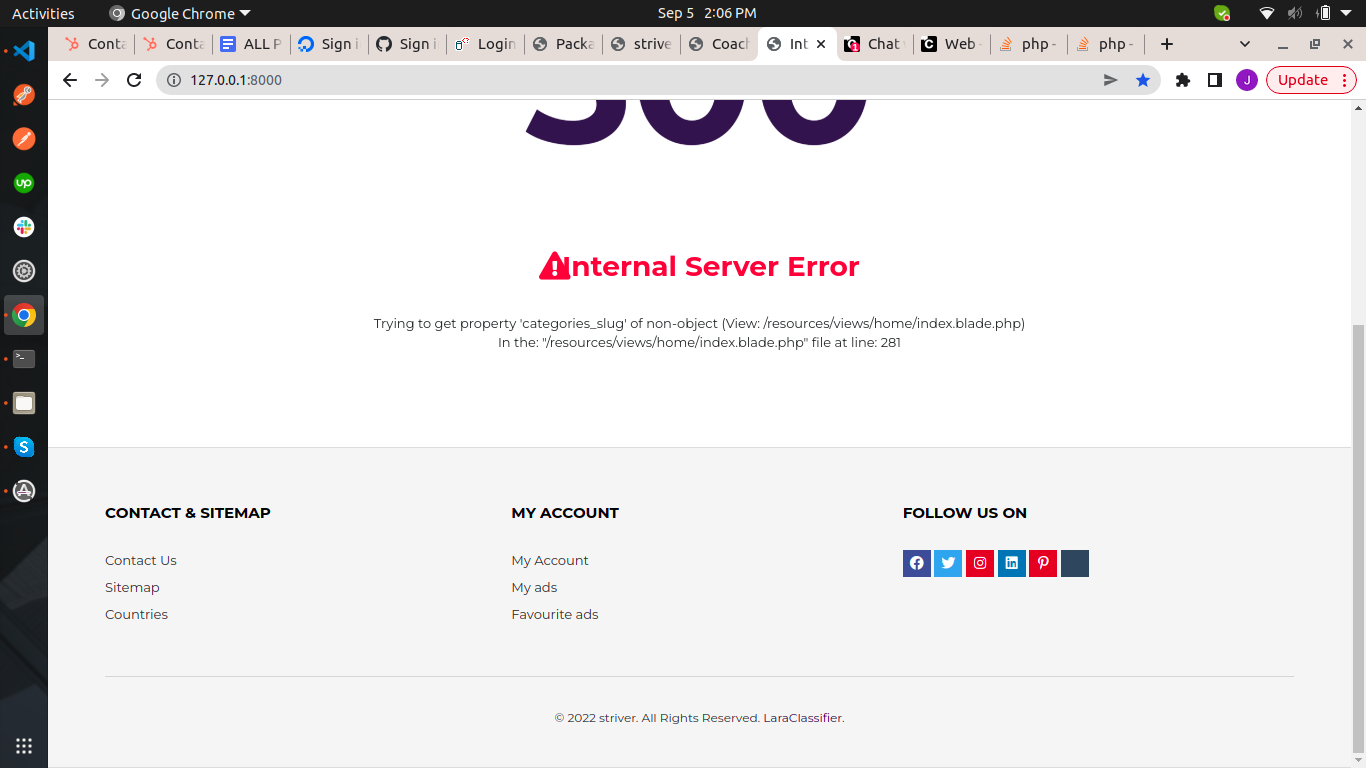 Activities
Google Chrome
Sep 5 2:06 PM
Conta
Conta
ALL P
Sign i
Sign i
Login
Packa
strive
Coach
Int
Chat
Web -
php -
php -
127.0.0.1:8000
J
Update
500
Internal Server Error
Trying to get property 'categories_slug' of non-object (View: /resources/views/home/index.blade.php)
In the: "/resources/views/home/index.blade.php" file at line: 281
CONTACT & SITEMAP
Contact Us
Sitemap
Countries
MY ACCOUNT
My Account
My ads
Favourite ads
FOLLOW US ON
© 2022 striver. All Rights Reserved. LaraClassifier.